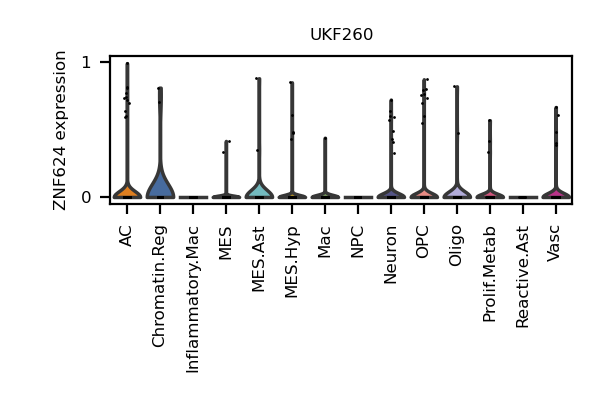 UKF260
ZNF624 expression
1
0
AC
Chromatin.Reg
Inflammatory.Mac
MES
MES.Ast
MES.Hyp
Mac
NPC
Neuron
OPC
Oligo
Prolif.Metab
Reactive.Ast
Vasc